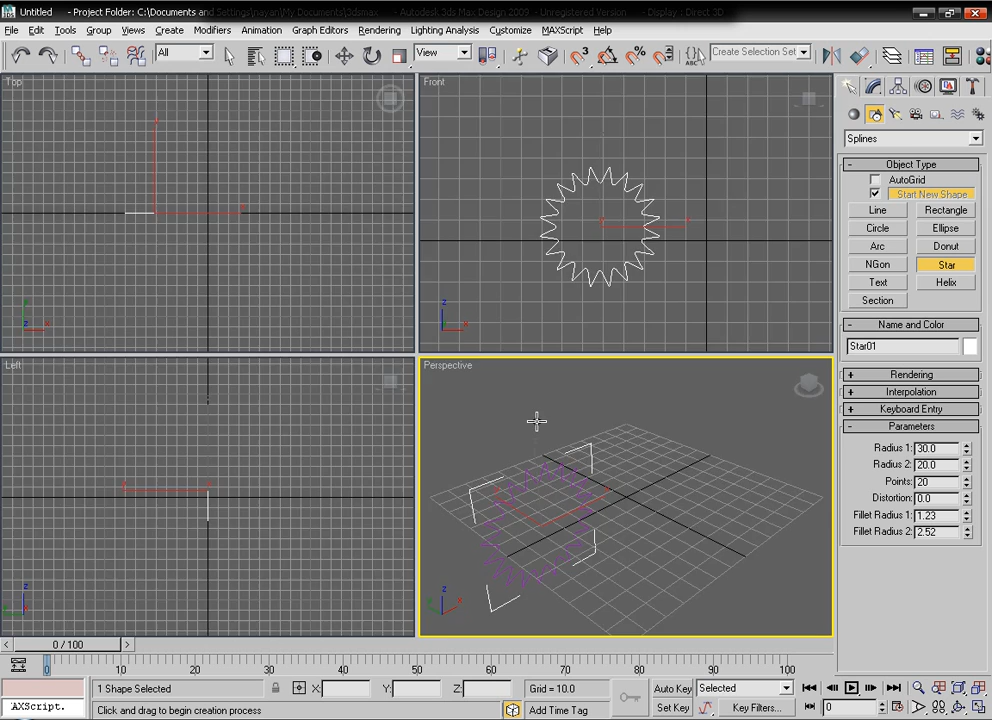 Untitled - Project Folder: C:\Documents and Settings\nayan\My Documents\3dsmax - Autodesk 3ds Max Design 2009 - Unregistered Version - Display : Direct 3D
File Edit Tools Group Views Create Modifiers Animation Graph Editors Rendering Lighting Analysis Customize MAXScript Help
All View Create Selection Set
Top Front
Splines
- Object Type
AutoGrid
Start New Shape
Line Rectangle
Circle Ellipse
Arc Donut
NGon Star
Text Helix
Section
- Name and Color
Star01
+ Rendering
+ Interpolation
+ Keyboard Entry
- Parameters
Radius 1: 30.0
Radius 2: 20.0
Points: 20
Distortion: 0.0
Fillet Radius 1: 1.23
Fillet Radius 2: 2.52
Left Perspective
z x
z x
z
z x
< 0 / 100 >
0 10 20 30 40 50 60 70 80 90 100
1 Shape Selected X: Y: Z: Grid = 10.0 Auto Key Selected
AXScript. Click and drag to begin creation process Add Time Tag Set Key Key Filters... 0